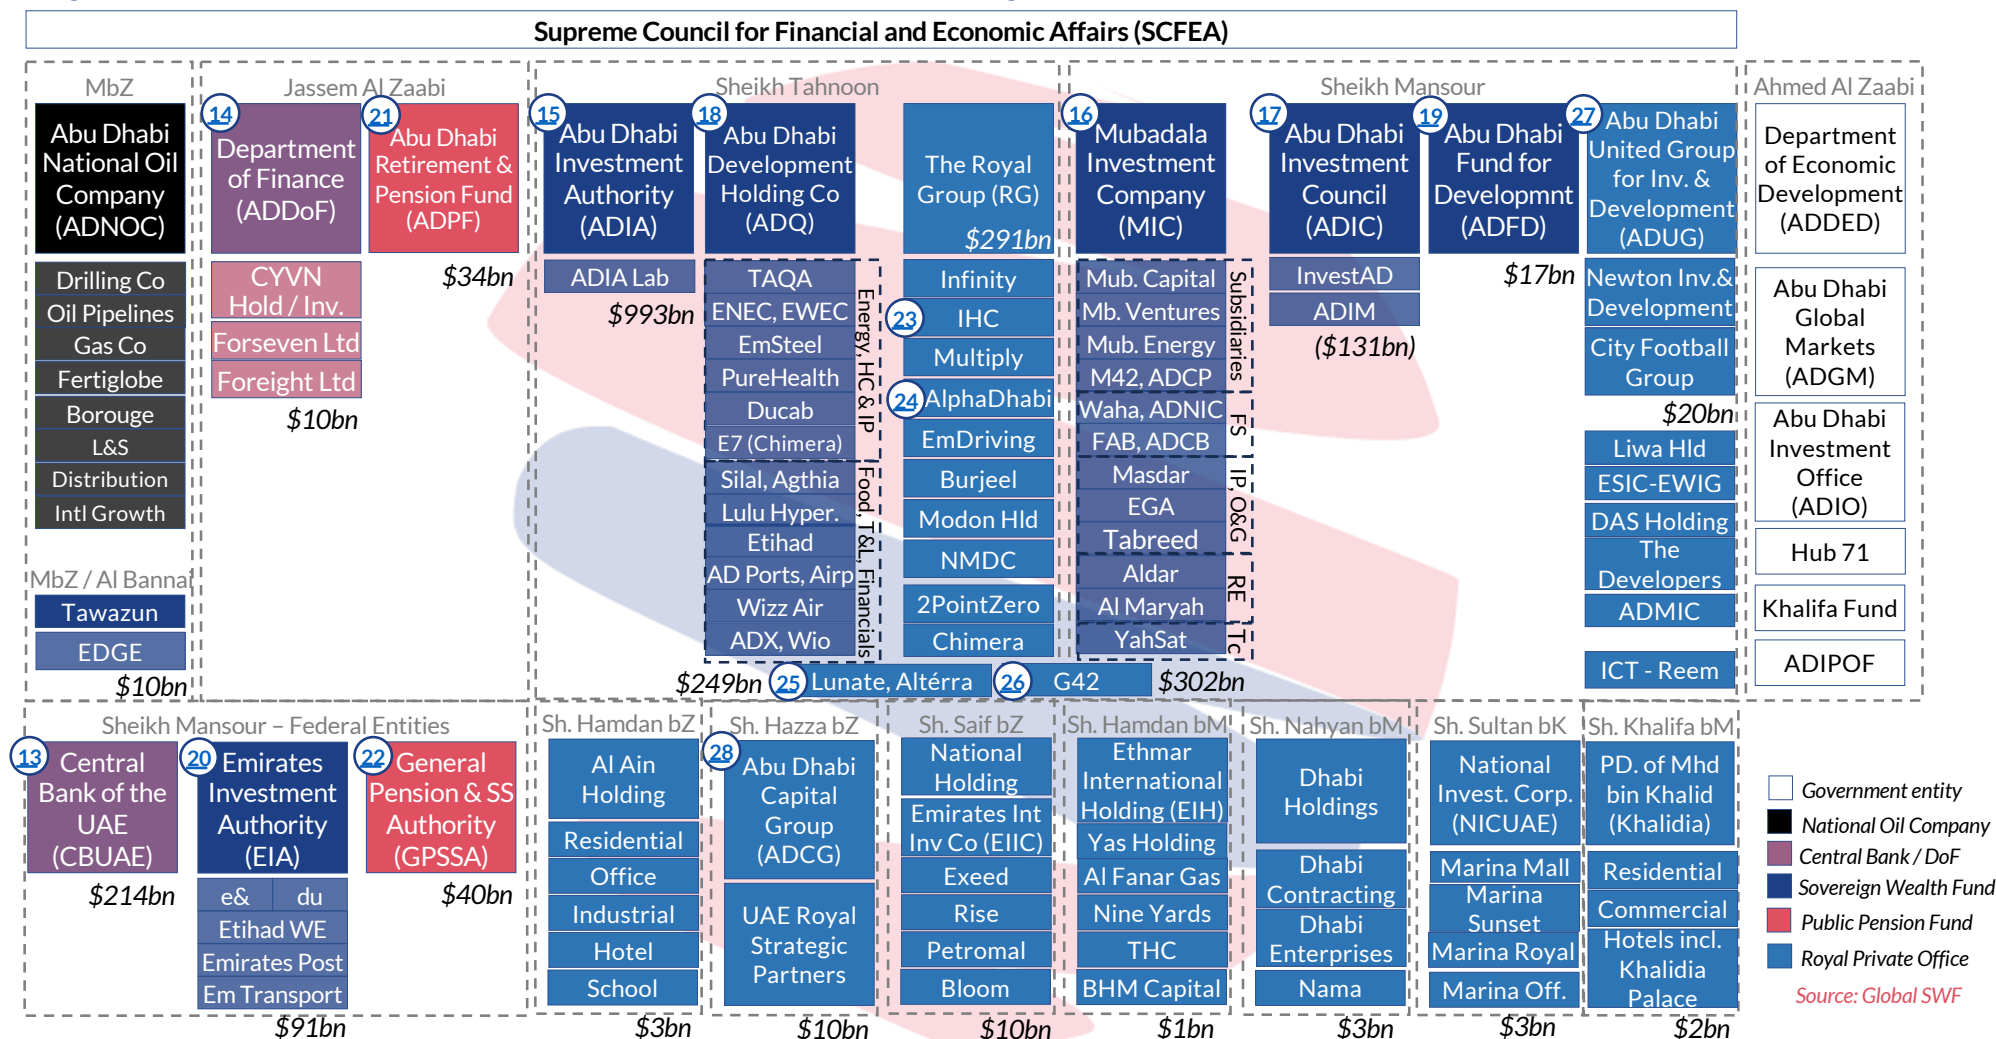 Supreme Council for Financial and Economic Affairs (SCFEA)
MbZ
Abu Dhabi
National Oil
Company
(ADNOC)
Drilling Co
Oil Pipelines
Gas Co
Fertiglobe
Borouge
L&S
Distribution
Intl Growth
MbZ / Al Bannai
Tawazun
EDGE
$10bn
Jassem Al Zaabi
14
Department
of Finance
(ADDoF)
CYVN
Hold / Inv.
Forseven Ltd
Foreight Ltd
$10bn
21
Abu Dhabi
Retirement &
Pension Fund
(ADPF)
$34bn
Sheikh Tahnoon
15
Abu Dhabi
Investment
Authority
(ADIA)
ADIA Lab
$993bn
18
Abu Dhabi
Development
Holding Co
(ADQ)
TAQA
ENEC, EWEC
EmSteel
PureHealth
Ducab
E7 (Chimera)
Energy, HC & IP
Silal, Agthia
Lulu Hyper.
Etihad
AD Ports, Airp
Wizz Air
ADX, Wio
Food, T&L, Financials
$249bn
The Royal
Group (RG)
$291bn
Infinity
23
IHC
Multiply
24
AlphaDhabi
EmDriving
Burjeel
Modon Hld
NMDC
2PointZero
Chimera
25
Lunate, Altérra
26
G42
Sheikh Mansour
16
Mubadala
Investment
Company
(MIC)
Mub. Capital
Mb. Ventures
Mub. Energy
M42, ADCP
Subsidiaries
Waha, ADNIC
FAB, ADCB
FS
Masdar
EGA
Tabreed
IP, O&G
Aldar
Al Maryah
RE
YahSat
Tc
$302bn
17
Abu Dhabi
Investment
Council
(ADIC)
InvestAD
ADIM
($131bn)
19
Abu Dhabi
Fund for
Developmnt
(ADFD)
$17bn
27
Abu Dhabi
United Group
for Inv. &
Development
(ADUG)
Newton Inv.&
Development
City Football
Group
$20bn
Liwa Hld
ESIC-EWIG
DAS Holding
The
Developers
ADMIC
ICT - Reem
Ahmed Al Zaabi
Department
of Economic
Development
(ADDED)
Abu Dhabi
Global
Markets
(ADGM)
Abu Dhabi
Investment
Office
(ADIO)
Hub 71
Khalifa Fund
ADIPOF
Sheikh Mansour – Federal Entities
13
Central
Bank of the
UAE
(CBUAE)
$214bn
20
Emirates
Investment
Authority
(EIA)
e&
du
Etihad WE
Emirates Post
Em Transport
$91bn
22
General
Pension & SS
Authority
(GPSSA)
$40bn
Sh. Hamdan bZ
Al Ain
Holding
Residential
Office
Industrial
Hotel
School
$3bn
Sh. Hazza bZ
28
Abu Dhabi
Capital
Group
(ADCG)
UAE Royal
Strategic
Partners
$10bn
Sh. Saif bZ
National
Holding
Emirates Int
Inv Co (EIIC)
Exeed
Rise
Petromal
Bloom
$10bn
Sh. Hamdan bM
Ethmar
International
Holding (EIH)
Yas Holding
Al Fanar Gas
Nine Yards
THC
BHM Capital
$1bn
Sh. Nahyan bM
Dhabi
Holdings
Dhabi
Contracting
Dhabi
Enterprises
Nama
$3bn
Sh. Sultan bK
National
Invest. Corp.
(NICUAE)
Marina Mall
Marina
Sunset
Marina Royal
Marina Off.
$3bn
Sh. Khalifa bM
PD. of Mhd
bin Khalid
(Khalidia)
Residential
Commercial
Hotels incl.
Khalidia
Palace
$2bn
Government entity
National Oil Company
Central Bank / DoF
Sovereign Wealth Fund
Public Pension Fund
Royal Private Office
Source: Global SWF